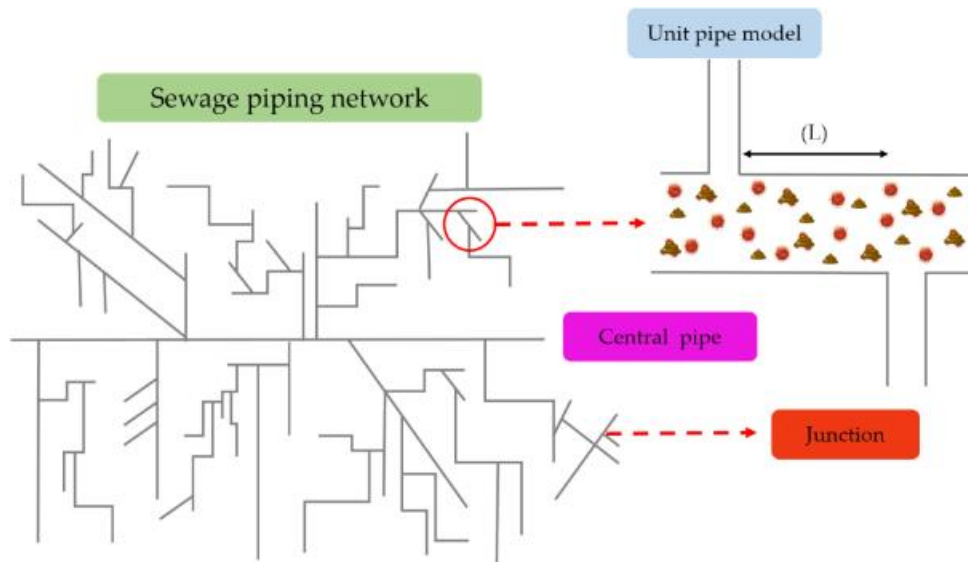 Unit pipe model
Sewage piping network
(L)
Central pipe
Junction